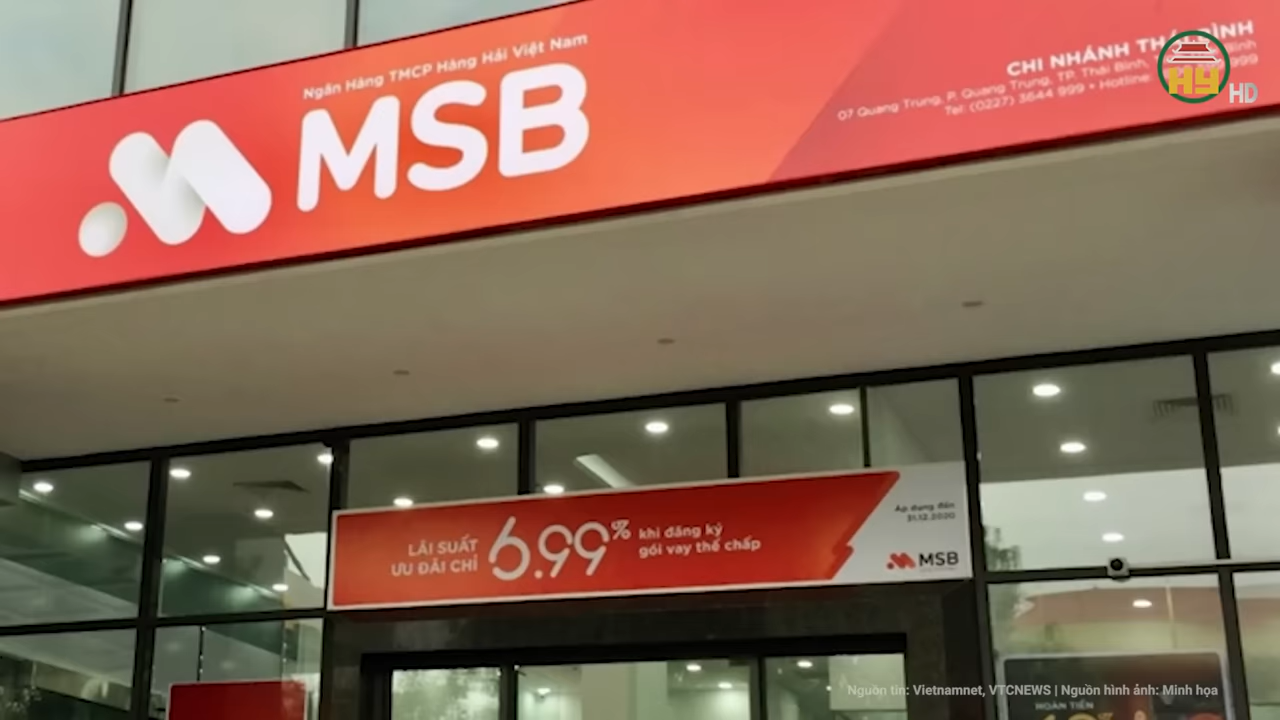 Ngân Hàng TMCP Hàng Hải Việt Nam
MSB
CHI NHÁNH THÁI BÌNH
07 Quang Trung, P. Quang Trung, TP. Thái Bình,
Tel: (0227) 3644 999 • Hotline
HY HD
LÃI SUẤT
ƯU ĐÃI CHỈ
6.99%
khi đăng ký
gói vay thế chấp
Áp dụng đến
31.12.2020
MSB
HOÀN TIỀN
Nguồn tin: Vietnamnet, VTCNEWS | Nguồn hình ảnh: Minh họa